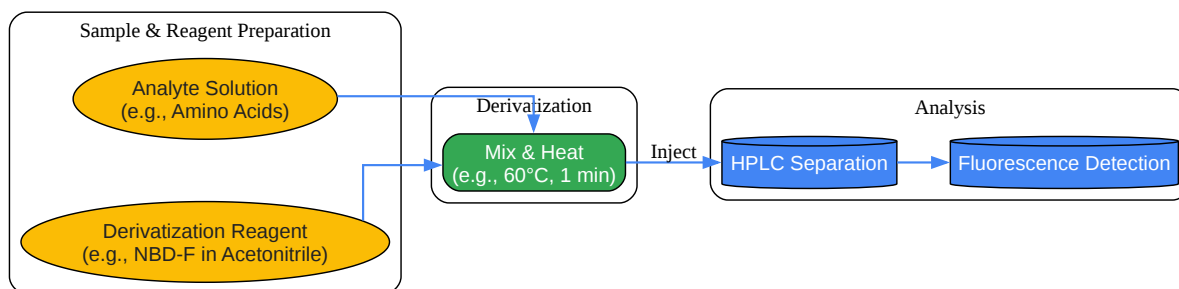 Sample & Reagent Preparation
Analyte Solution
(e.g., Amino Acids)
Derivatization Reagent
(e.g., NBD-F in Acetonitrile)
Derivatization
Mix & Heat
(e.g., 60°C, 1 min)
Inject
Analysis
HPLC Separation
Fluorescence Detection